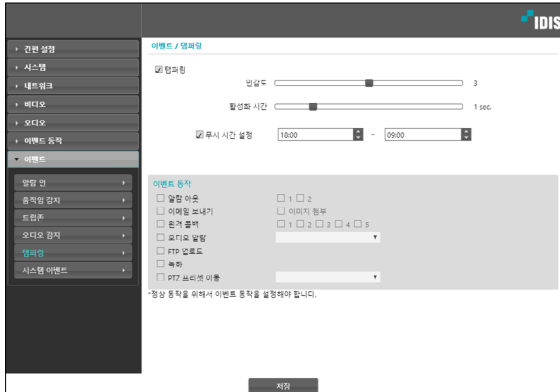 IDIS
간편 설정
시스템
네트워크
비디오
오디오
이벤트 동작
이벤트
알람 인
움직임 감지
트립존
오디오 감지
탬퍼링
시스템 이벤트
이벤트 / 탬퍼링
탬퍼링
민감도 3
활성화 시간 1 sec.
무시 시간 설정 18:00 ~ 09:00
이벤트 동작
알람 아웃 1 2
이메일 보내기 이미지 첨부
원격 콜백 1 2 3 4 5
오디오 알람
FTP 업로드
녹화
PTZ 프리셋 이동
*정상 동작을 위해서 이벤트 동작을 설정해야 합니다.
저장